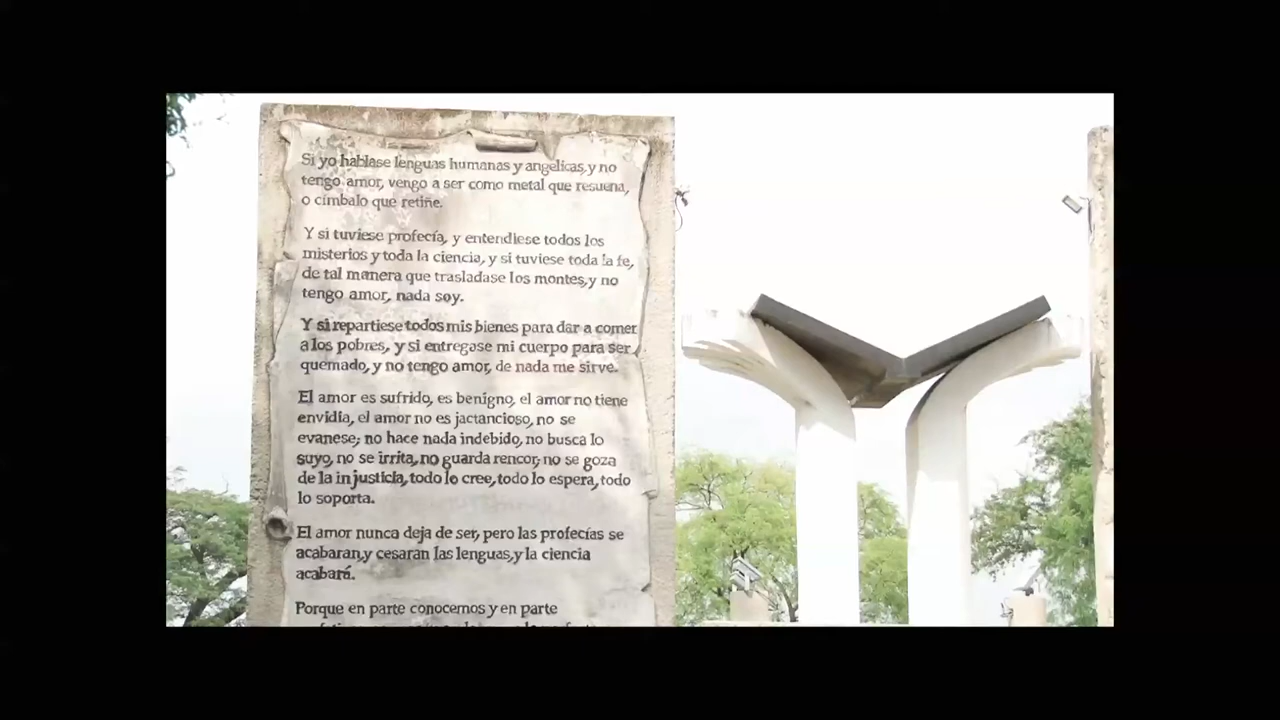 Si yo hablase lenguas humanas y angelicas, y no
tengo amor, vengo a ser como metal que resuena,
o cimbalo que retiñe.
Y si tuviese profecía, y entendiese todos los
misterios y toda la ciencia, y si tuviese toda la fe,
de tal manera que trasladase los montes, y no
tengo amor, nada soy.
Y si repartiese todos mis bienes para dar a comer
a los pobres, y si entregase mi cuerpo para ser
quemado, y no tengo amor, de nada me sirve.
El amor es sufrido, es benigno, el amor no tiene
envidia, el amor no es jactancioso, no se
evanese; no hace nada indebido, no busca lo
suyo, no se irrita, no guarda rencor; no se goza
de la injusticia, todo lo cree, todo lo espera, todo
lo soporta.
El amor nunca deja de ser, pero las profecías se
acabaran, y cesaran las lenguas, y la ciencia
acabará.
Porque en parte conocemos y en parte